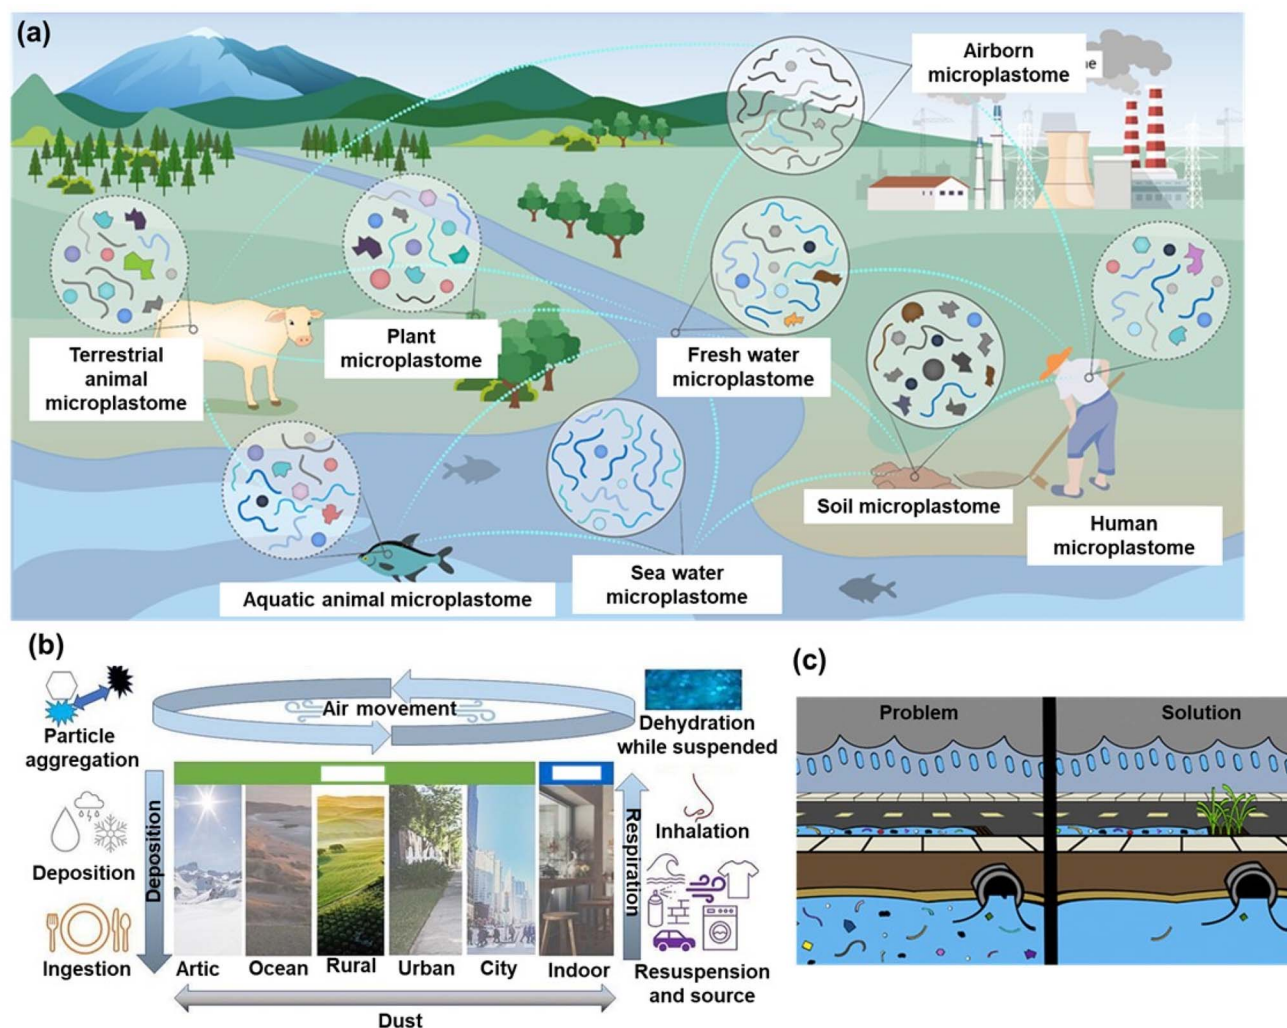 (a)
Airborn
microplastome
ne
Terrestrial
animal
microplastome
Plant
microplastome
Fresh water
microplastome
Soil microplastome
Human
microplastome
Aquatic animal microplastome
Sea water
microplastome
(b)
Particle
aggregation
Air movement
Dehydration
while suspended
Deposition
Deposition
Ingestion
Respiration
Inhalation
Resuspension
and source
Artic
Ocean
Rural
Urban
City
Indoor
Dust
(c)
Problem
Solution